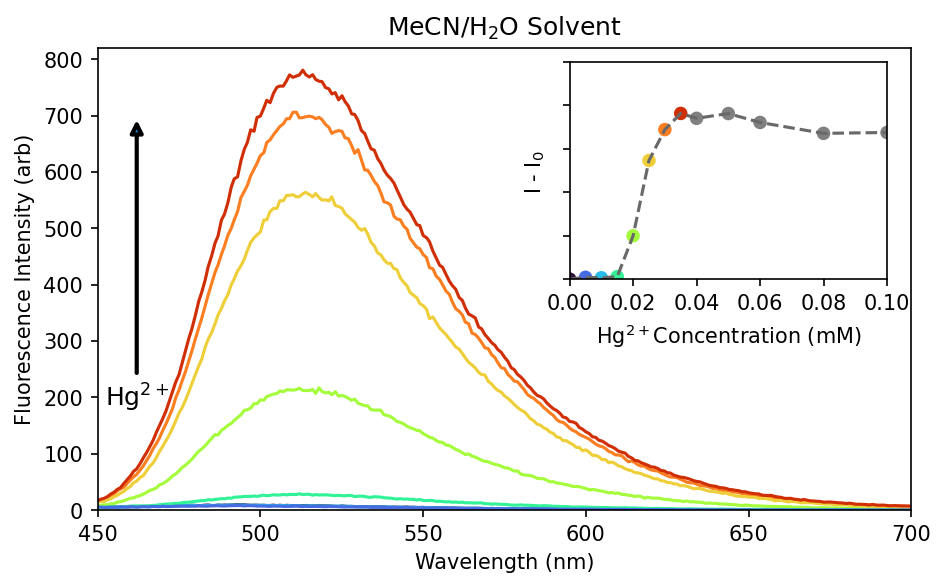 MeCN/H₂O Solvent
Fluorescence Intensity (arb)
800
700
600
500
400
300
200
100
0
Hg²⁺
I - I₀
0.00 0.02 0.04 0.06 0.08 0.10
Hg²⁺Concentration (mM)
450 500 550 600 650 700
Wavelength (nm)